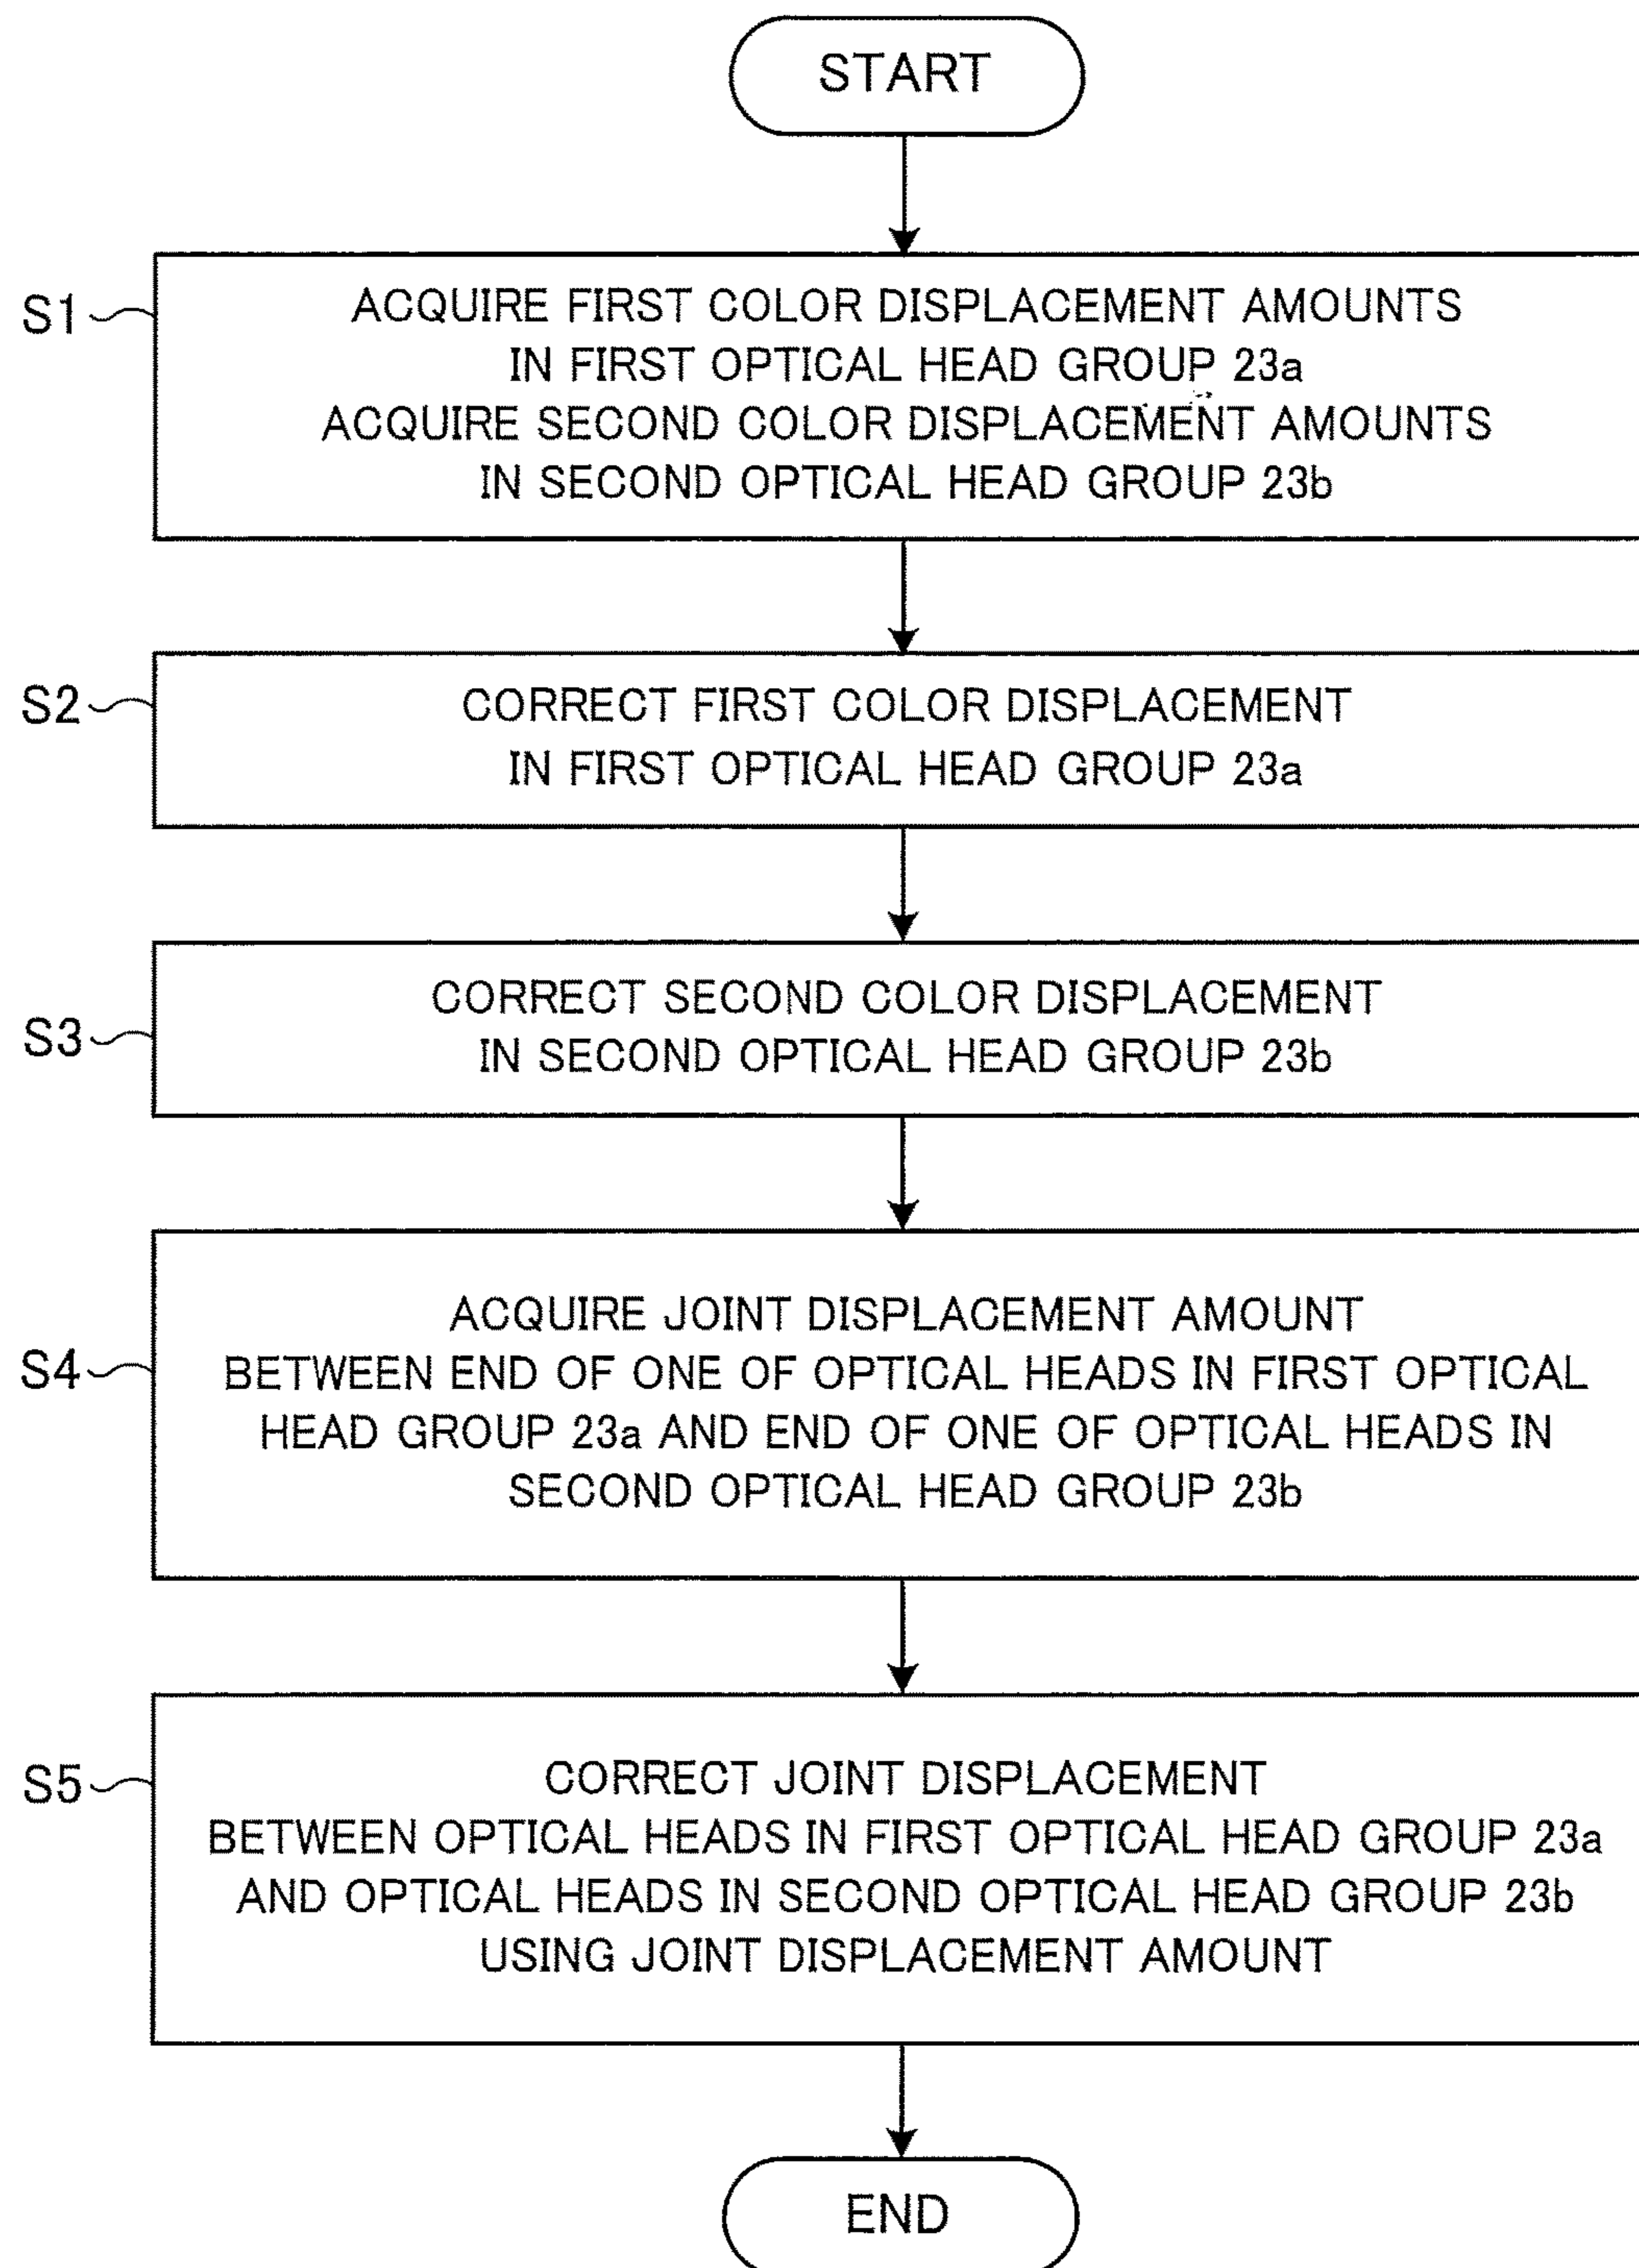 START
S1
ACQUIRE FIRST COLOR DISPLACEMENT AMOUNTS
IN FIRST OPTICAL HEAD GROUP 23a
ACQUIRE SECOND COLOR DISPLACEMENT AMOUNTS
IN SECOND OPTICAL HEAD GROUP 23b
S2
CORRECT FIRST COLOR DISPLACEMENT
IN FIRST OPTICAL HEAD GROUP 23a
S3
CORRECT SECOND COLOR DISPLACEMENT
IN SECOND OPTICAL HEAD GROUP 23b
S4
ACQUIRE JOINT DISPLACEMENT AMOUNT
BETWEEN END OF ONE OF OPTICAL HEADS IN FIRST OPTICAL
HEAD GROUP 23a AND END OF ONE OF OPTICAL HEADS IN
SECOND OPTICAL HEAD GROUP 23b
S5
CORRECT JOINT DISPLACEMENT
BETWEEN OPTICAL HEADS IN FIRST OPTICAL HEAD GROUP 23a
AND OPTICAL HEADS IN SECOND OPTICAL HEAD GROUP 23b
USING JOINT DISPLACEMENT AMOUNT
END